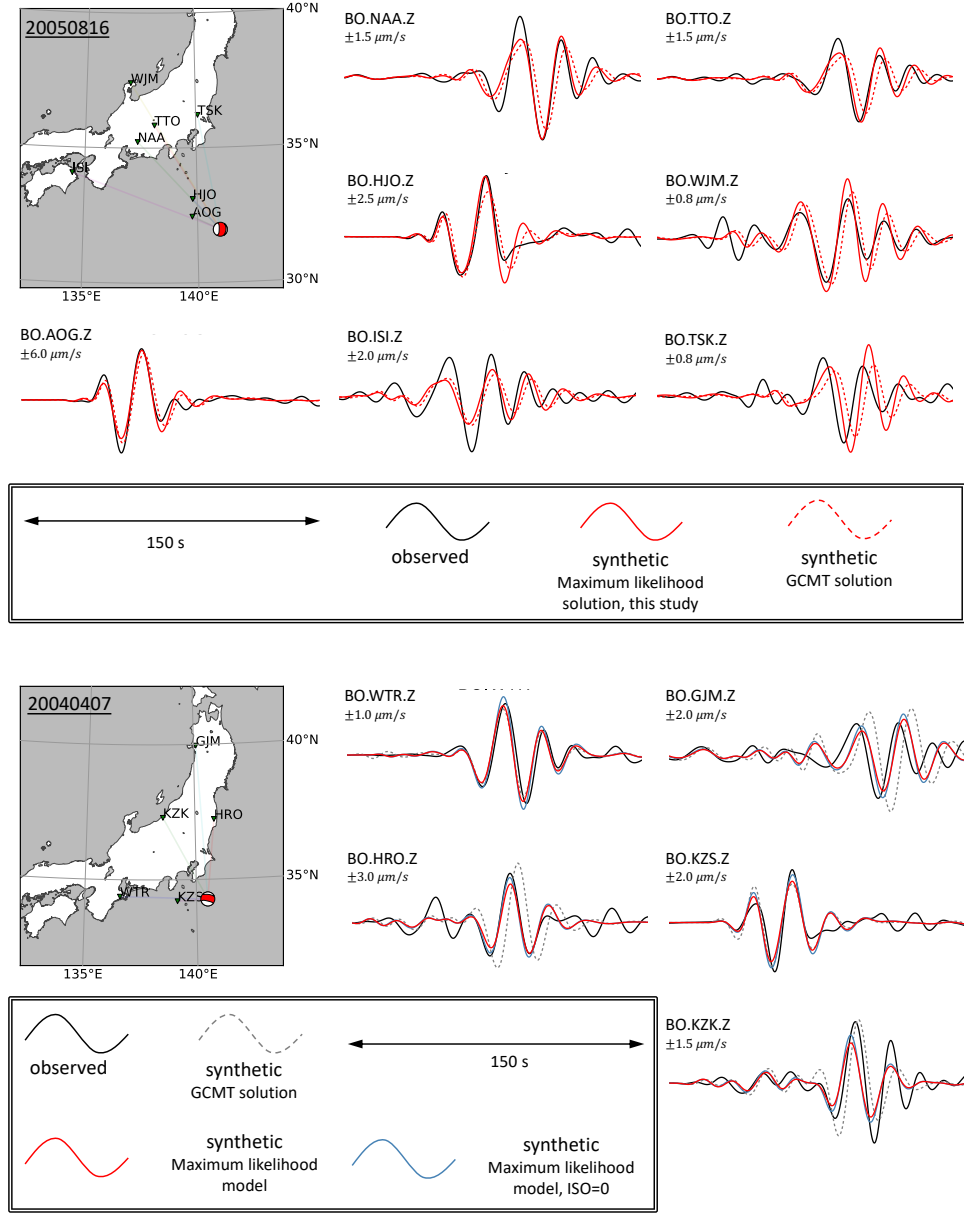 20050816
40°N
WJM
TSK
TTO
NAA
35°N
ISI
HJO
AOG
30°N
135°E
140°E
BO.NAA.Z
±1.5 μm/s
BO.TTO.Z
±1.5 μm/s
BO.HJO.Z
±2.5 μm/s
BO.WJM.Z
±0.8 μm/s
BO.AOG.Z
±6.0 μm/s
BO.ISI.Z
±2.0 μm/s
BO.TSK.Z
±0.8 μm/s
150 s
observed
synthetic
Maximum likelihood
solution, this study
synthetic
GCMT solution
20040407
40°N
GJM
KZK
HRO
35°N
WTR
KZS
135°E
140°E
BO.WTR.Z
±1.0 μm/s
BO.GJM.Z
±2.0 μm/s
BO.HRO.Z
±3.0 μm/s
BO.KZS.Z
±2.0 μm/s
BO.KZK.Z
±1.5 μm/s
observed
synthetic
GCMT solution
150 s
synthetic
Maximum likelihood
model
synthetic
Maximum likelihood
model, ISO=0